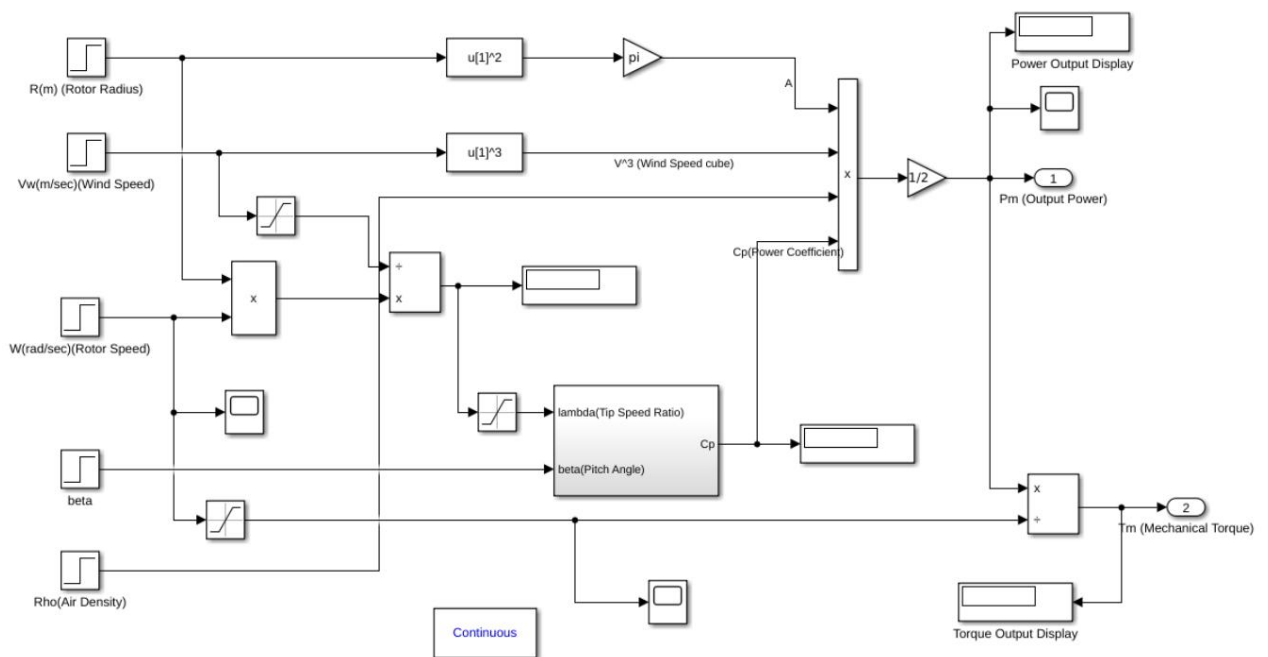 Power Output Display
R(m) (Rotor Radius)
u[1]^2
pi
A
Vw(m/sec)(Wind Speed)
u[1]^3
V^3 (Wind Speed cube)
x
1/2
1
Pm (Output Power)
Cp(Power Coefficient)
÷
x
x
W(rad/sec)(Rotor Speed)
lambda(Tip Speed Ratio)
Cp
beta(Pitch Angle)
beta
x
÷
2
Tm (Mechanical Torque)
Rho(Air Density)
Continuous
Torque Output Display